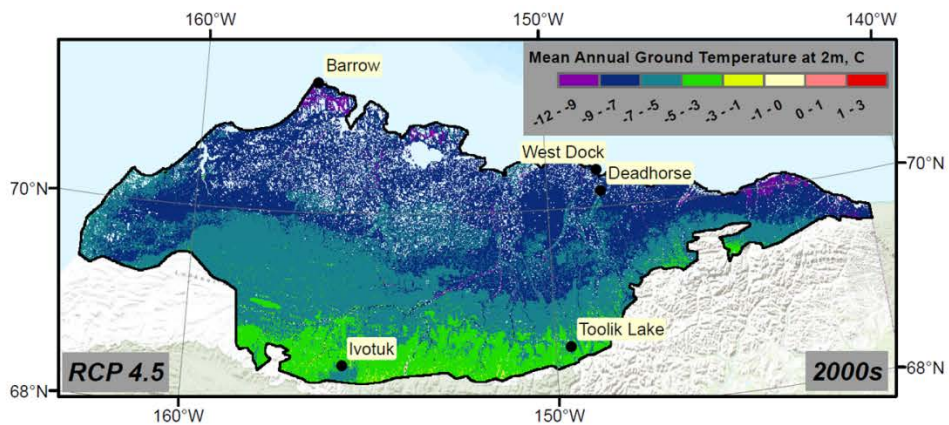 160°W
150°W
140°W
Mean Annual Ground Temperature at 2m, C
-12 - -9
-9 - -7
-7 - -5
-5 - -3
-3 - -1
-1 - 0
0 - 1
1 - 3
Barrow
West Dock
Deadhorse
70°N
70°N
Toolik Lake
Ivotuk
RCP 4.5
2000s
68°N
68°N
160°W
150°W